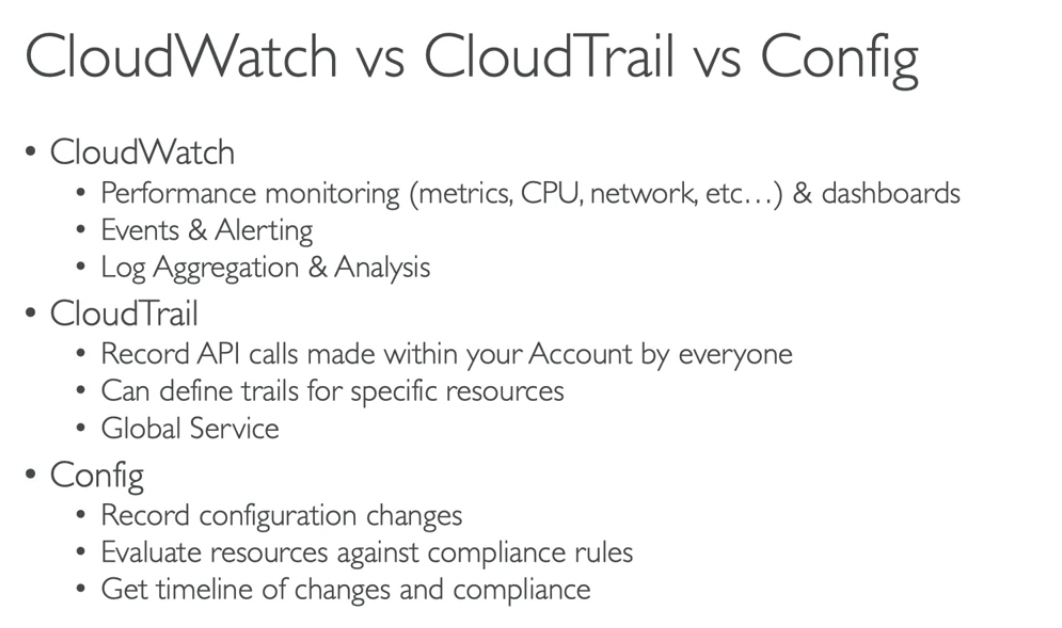 CloudWatch vs CloudTrail vs Config
• CloudWatch
• Performance monitoring (metrics, CPU, network, etc…) & dashboards
• Events & Alerting
• Log Aggregation & Analysis
• CloudTrail
• Record API calls made within your Account by everyone
• Can define trails for specific resources
• Global Service
• Config
• Record configuration changes
• Evaluate resources against compliance rules
• Get timeline of changes and compliance